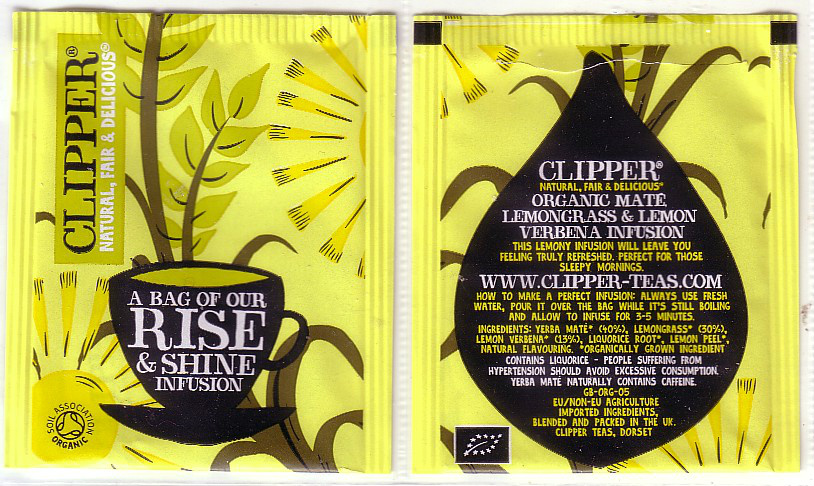 CLIPPER®
NATURAL, FAIR & DELICIOUS®
A BAG OF OUR
RISE
& SHINE
INFUSION
SOIL ASSOCIATION
ORGANIC
CLIPPER®
NATURAL, FAIR & DELICIOUS®
ORGANIC MATE
LEMONGRASS & LEMON
VERBENA INFUSION
THIS LEMONY INFUSION WILL LEAVE YOU
FEELING TRULY REFRESHED. PERFECT FOR THOSE
SLEEPY MORNINGS.
WWW.CLIPPER-TEAS.COM
HOW TO MAKE A PERFECT INFUSION: ALWAYS USE FRESH
WATER, POUR IT OVER THE BAG WHILE IT'S STILL BOILING
AND ALLOW TO INFUSE FOR 3-5 MINUTES.
INGREDIENTS: YERBA MATÉ* (40%), LEMONGRASS* (30%),
LEMON VERBENA* (13%), LIQUORICE ROOT*, LEMON PEEL*,
NATURAL FLAVOURING. *ORGANICALLY GROWN INGREDIENT
CONTAINS LIQUORICE - PEOPLE SUFFERING FROM
HYPERTENSION SHOULD AVOID EXCESSIVE CONSUMPTION.
YERBA MATE NATURALLY CONTAINS CAFFEINE.
GB-ORG-05
EU/NON-EU AGRICULTURE
IMPORTED INGREDIENTS,
BLENDED AND PACKED IN THE UK.
CLIPPER TEAS, DORSET